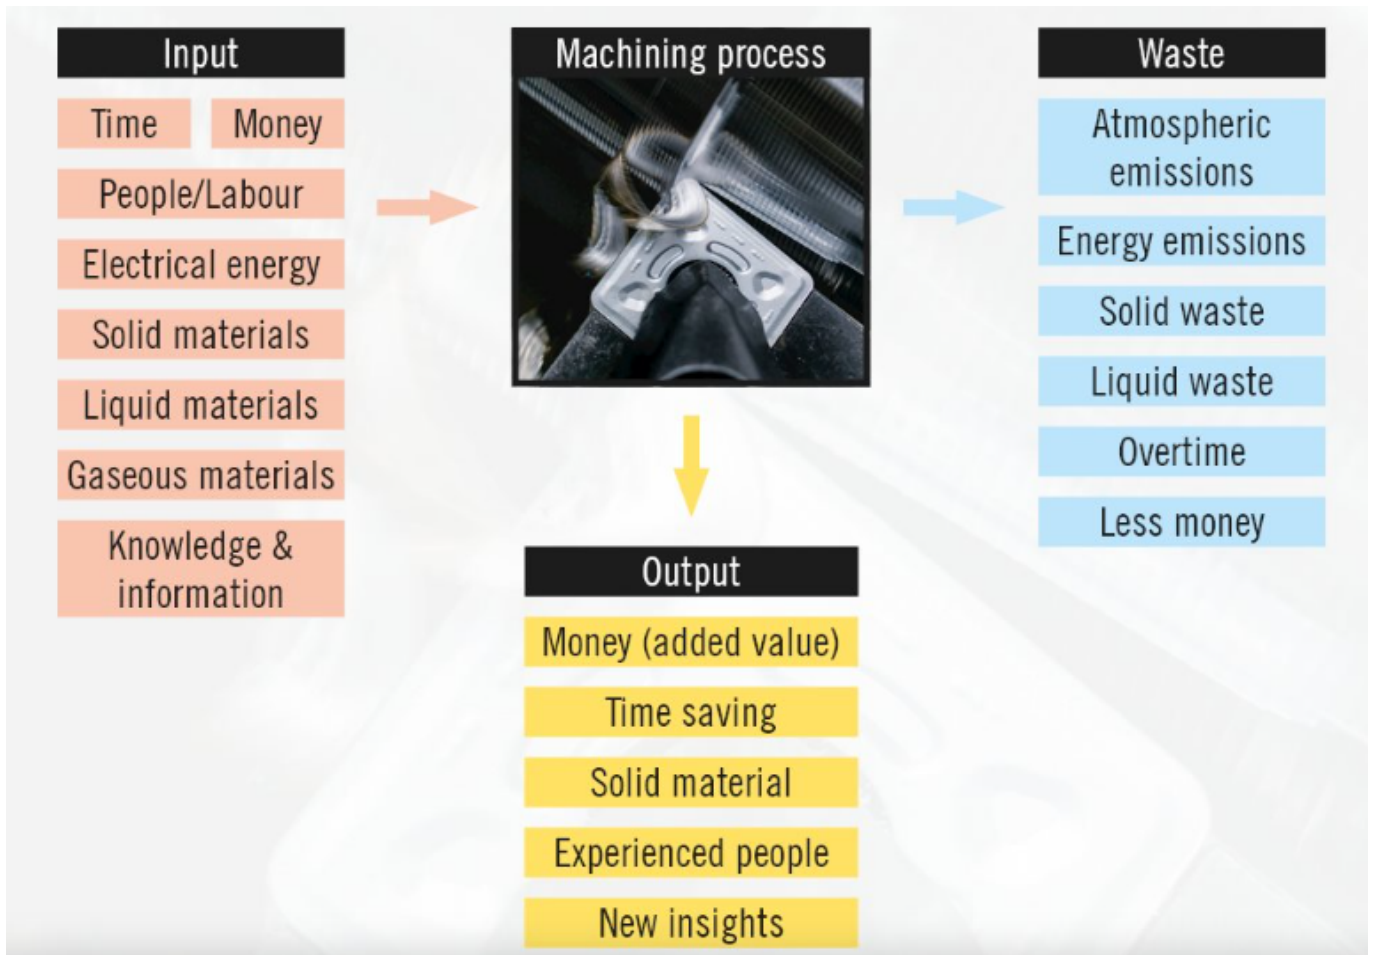 Input
Time
Money
People/Labour
Electrical energy
Solid materials
Liquid materials
Gaseous materials
Knowledge &
information
Machining process
Output
Money (added value)
Time saving
Solid material
Experienced people
New insights
Waste
Atmospheric
emissions
Energy emissions
Solid waste
Liquid waste
Overtime
Less money